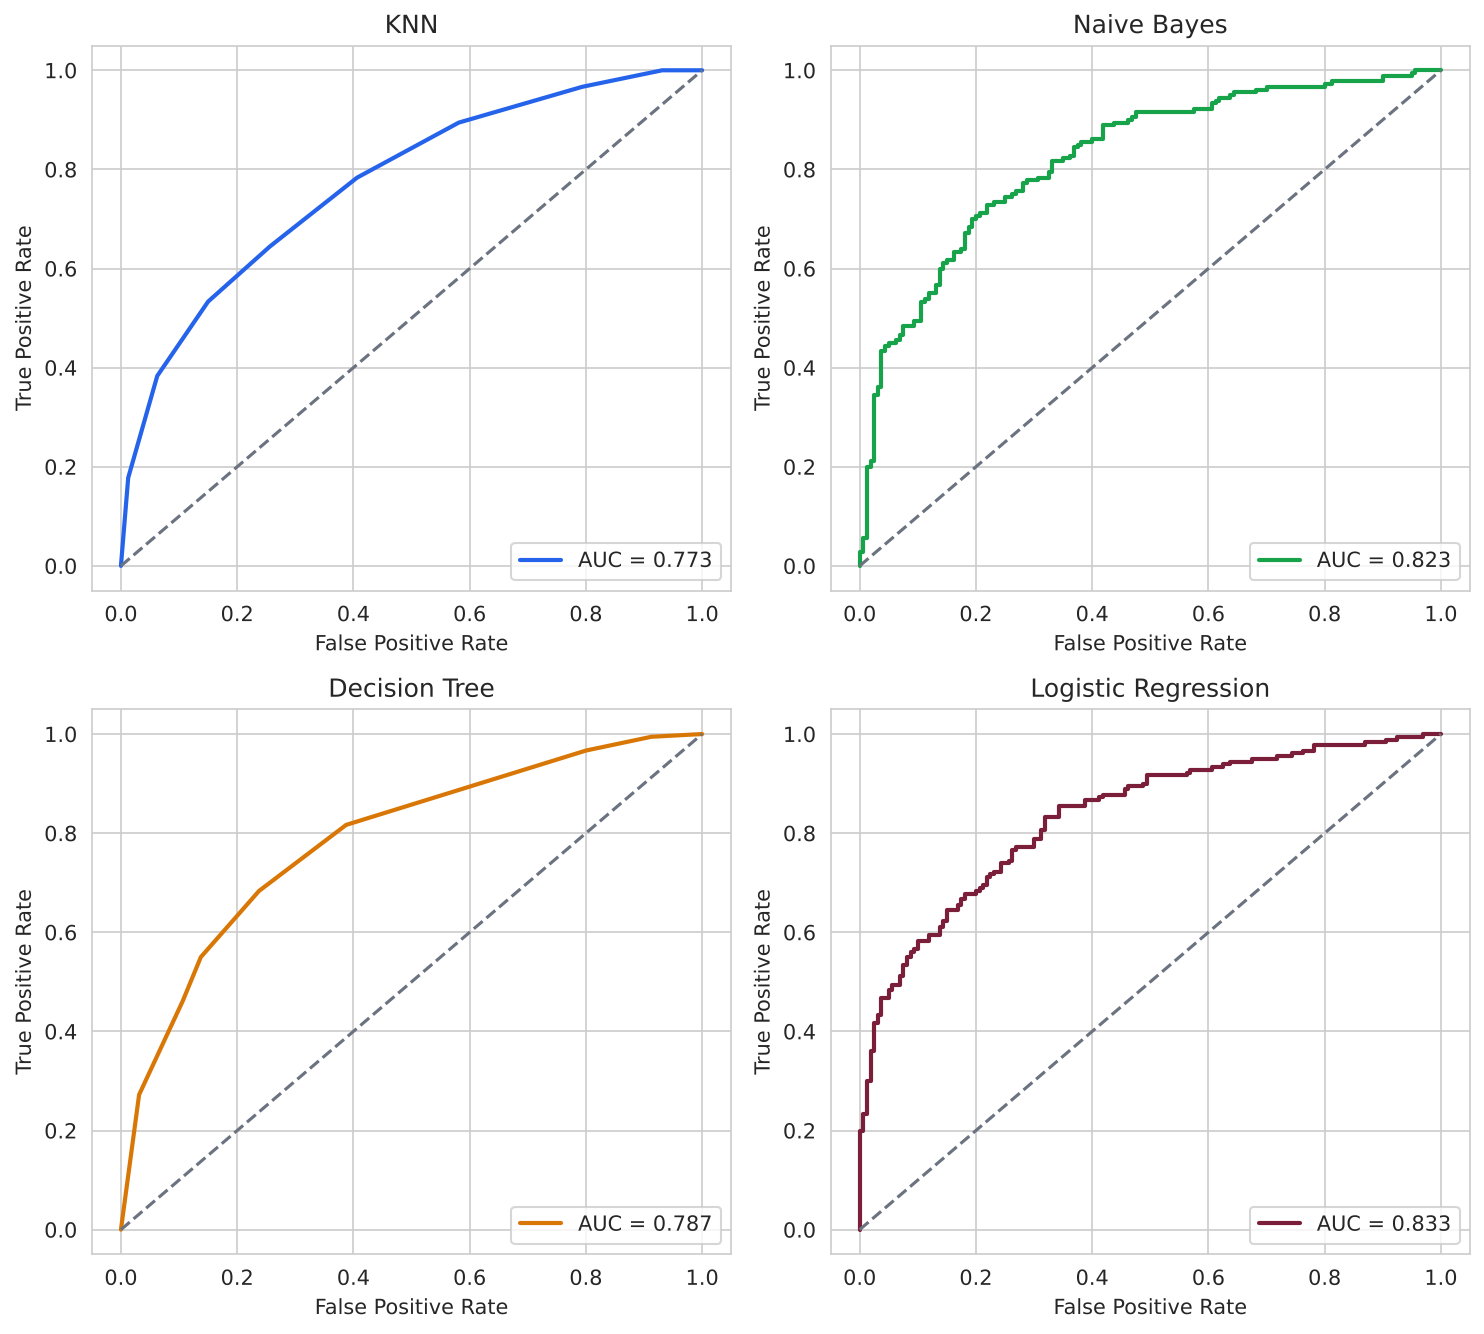 KNN
True Positive Rate
1.0
0.8
0.6
0.4
0.2
0.0
AUC = 0.773
0.0 0.2 0.4 0.6 0.8 1.0
False Positive Rate
Naive Bayes
True Positive Rate
1.0
0.8
0.6
0.4
0.2
0.0
AUC = 0.823
0.0 0.2 0.4 0.6 0.8 1.0
False Positive Rate
Decision Tree
True Positive Rate
1.0
0.8
0.6
0.4
0.2
0.0
AUC = 0.787
0.0 0.2 0.4 0.6 0.8 1.0
False Positive Rate
Logistic Regression
True Positive Rate
1.0
0.8
0.6
0.4
0.2
0.0
AUC = 0.833
0.0 0.2 0.4 0.6 0.8 1.0
False Positive Rate